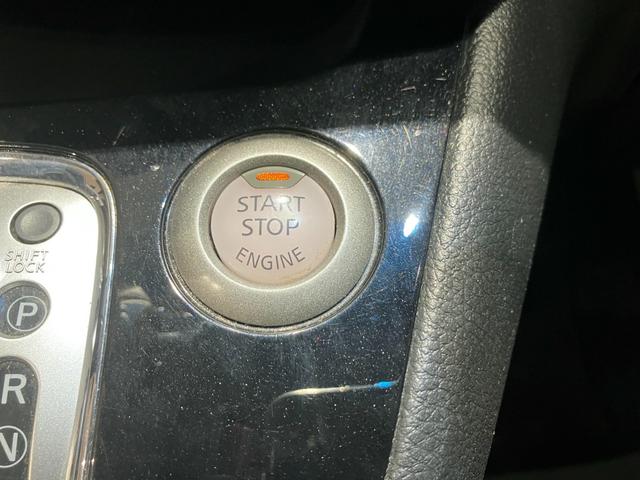 START
STOP
ENGINE
SHIFT
LOCK
P
R
N